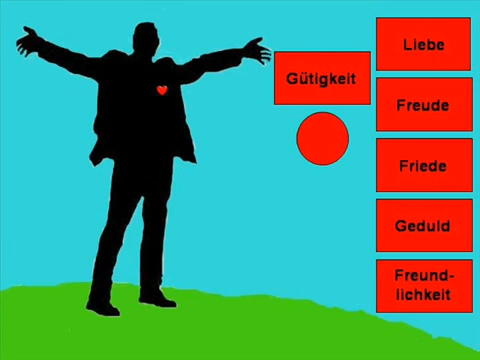 Liebe
Gütigkeit
Freude
Friede
Geduld
Freund-
lichkeit